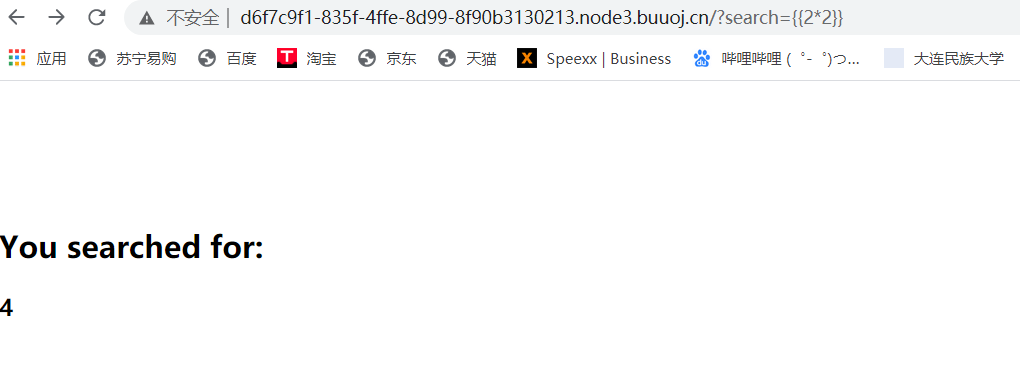 不安全 | d6f7c9f1-835f-4ffe-8d99-8f90b3130213.node3.buuoj.cn/?search={{2*2}}
应用 苏宁易购 百度 淘宝 京东 天猫 Speexx | Business 哔哩哔哩 ( ゜- ゜)つ... 大连民族大学
You searched for:
4